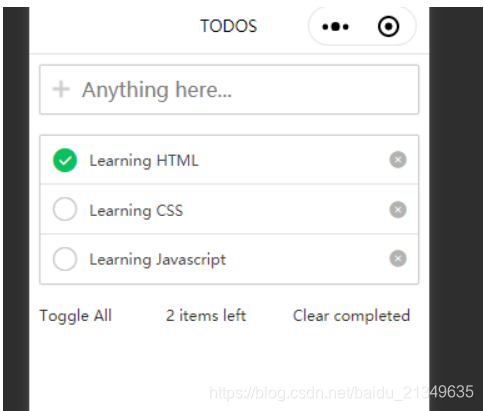 TODOS
Anything here...
Learning HTML
Learning CSS
Learning Javascript
Toggle All 2 items left Clear completed
https://blog.csdn.net/baidu_21349635